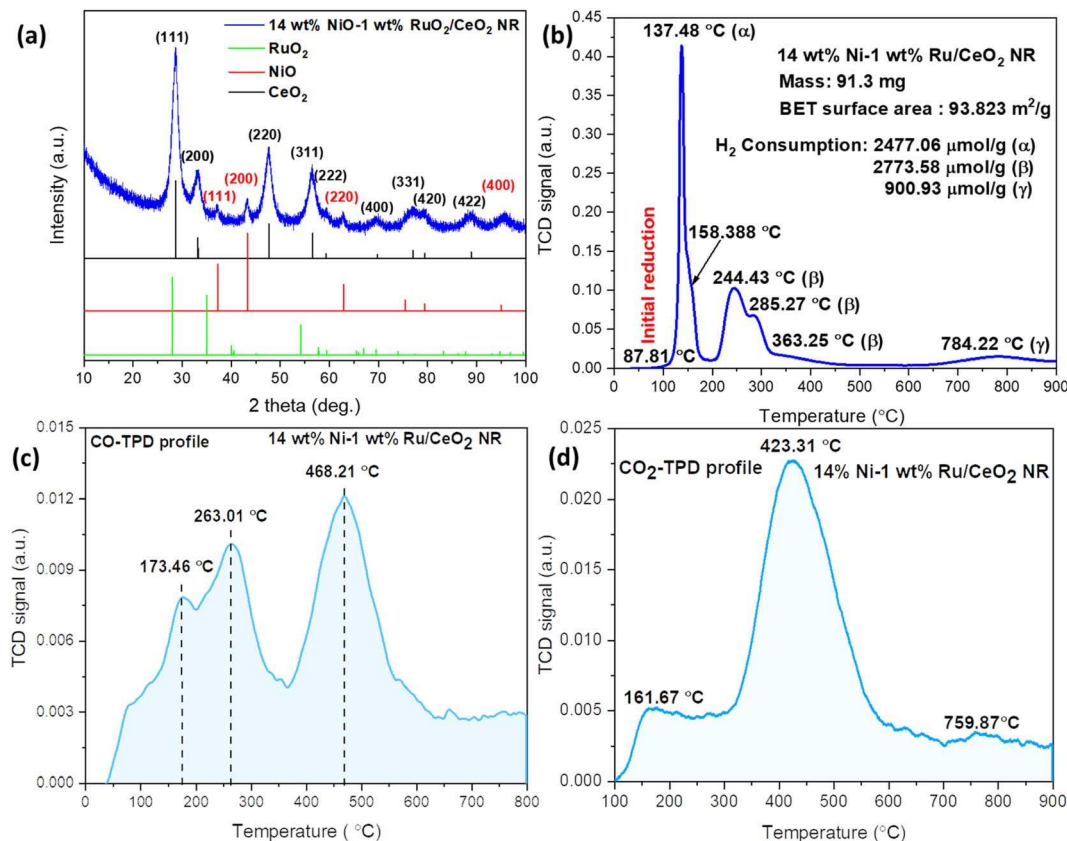 (a)
14 wt% NiO-1 wt% RuO₂/CeO₂ NR
RuO₂
NiO
CeO₂
(111)
(200)
(111)
(200)
(220)
(311)
(222)
(220)
(400)
(331)
(420)
(422)
(400)
Intensity (a.u.)
10 20 30 40 50 60 70 80 90 100
2 theta (deg.)
(b)
137.48 °C (α)
14 wt% Ni-1 wt% Ru/CeO₂ NR
Mass: 91.3 mg
BET surface area : 93.823 m²/g
H₂ Consumption: 2477.06 μmol/g (α)
2773.58 μmol/g (β)
900.93 μmol/g (γ)
Initial reduction
158.388 °C
244.43 °C (β)
285.27 °C (β)
363.25 °C (β)
784.22 °C (γ)
87.81 °C
TCD signal (a.u.)
0.45
0.40
0.35
0.30
0.25
0.20
0.15
0.10
0.05
0.00
0 100 200 300 400 500 600 700 800 900
Temperature (°C)
(c)
CO-TPD profile
14 wt% Ni-1 wt% Ru/CeO₂ NR
468.21 °C
263.01 °C
173.46 °C
TCD signal (a.u.)
0.015
0.012
0.009
0.006
0.003
0.000
0 100 200 300 400 500 600 700 800
Temperature ( °C)
(d)
423.31 °C
CO₂-TPD profile
14% Ni-1 wt% Ru/CeO₂ NR
161.67 °C
759.87°C
TCD signal (a.u.)
0.025
0.020
0.015
0.010
0.005
0.000
100 200 300 400 500 600 700 800 900
Temperature (°C)